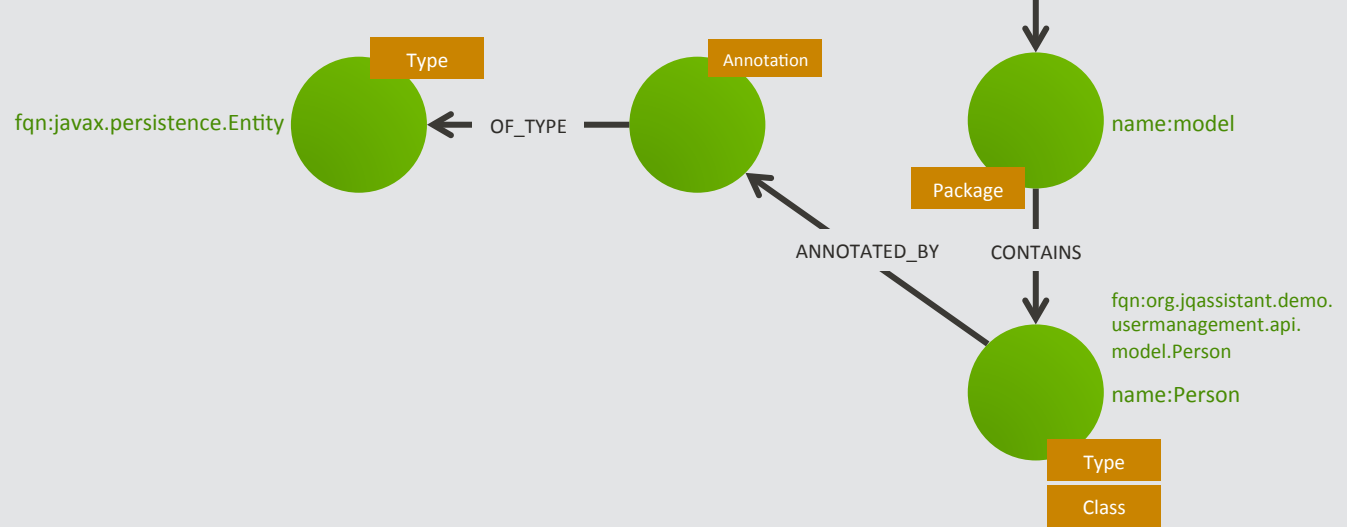 Type
Annotation
fqn:javax.persistence.Entity
OF_TYPE
name:model
Package
ANNOTATED_BY
CONTAINS
fqn:org.jqassistant.demo.
usermanagement.api.
model.Person
name:Person
Type
Class